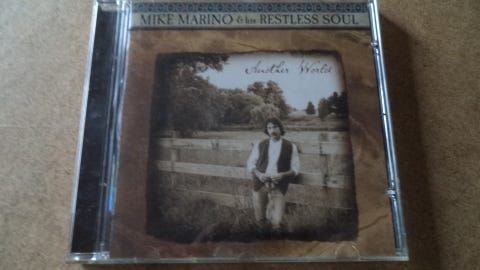 MIKE MARINO & his RESTLESS SOUL
Another World